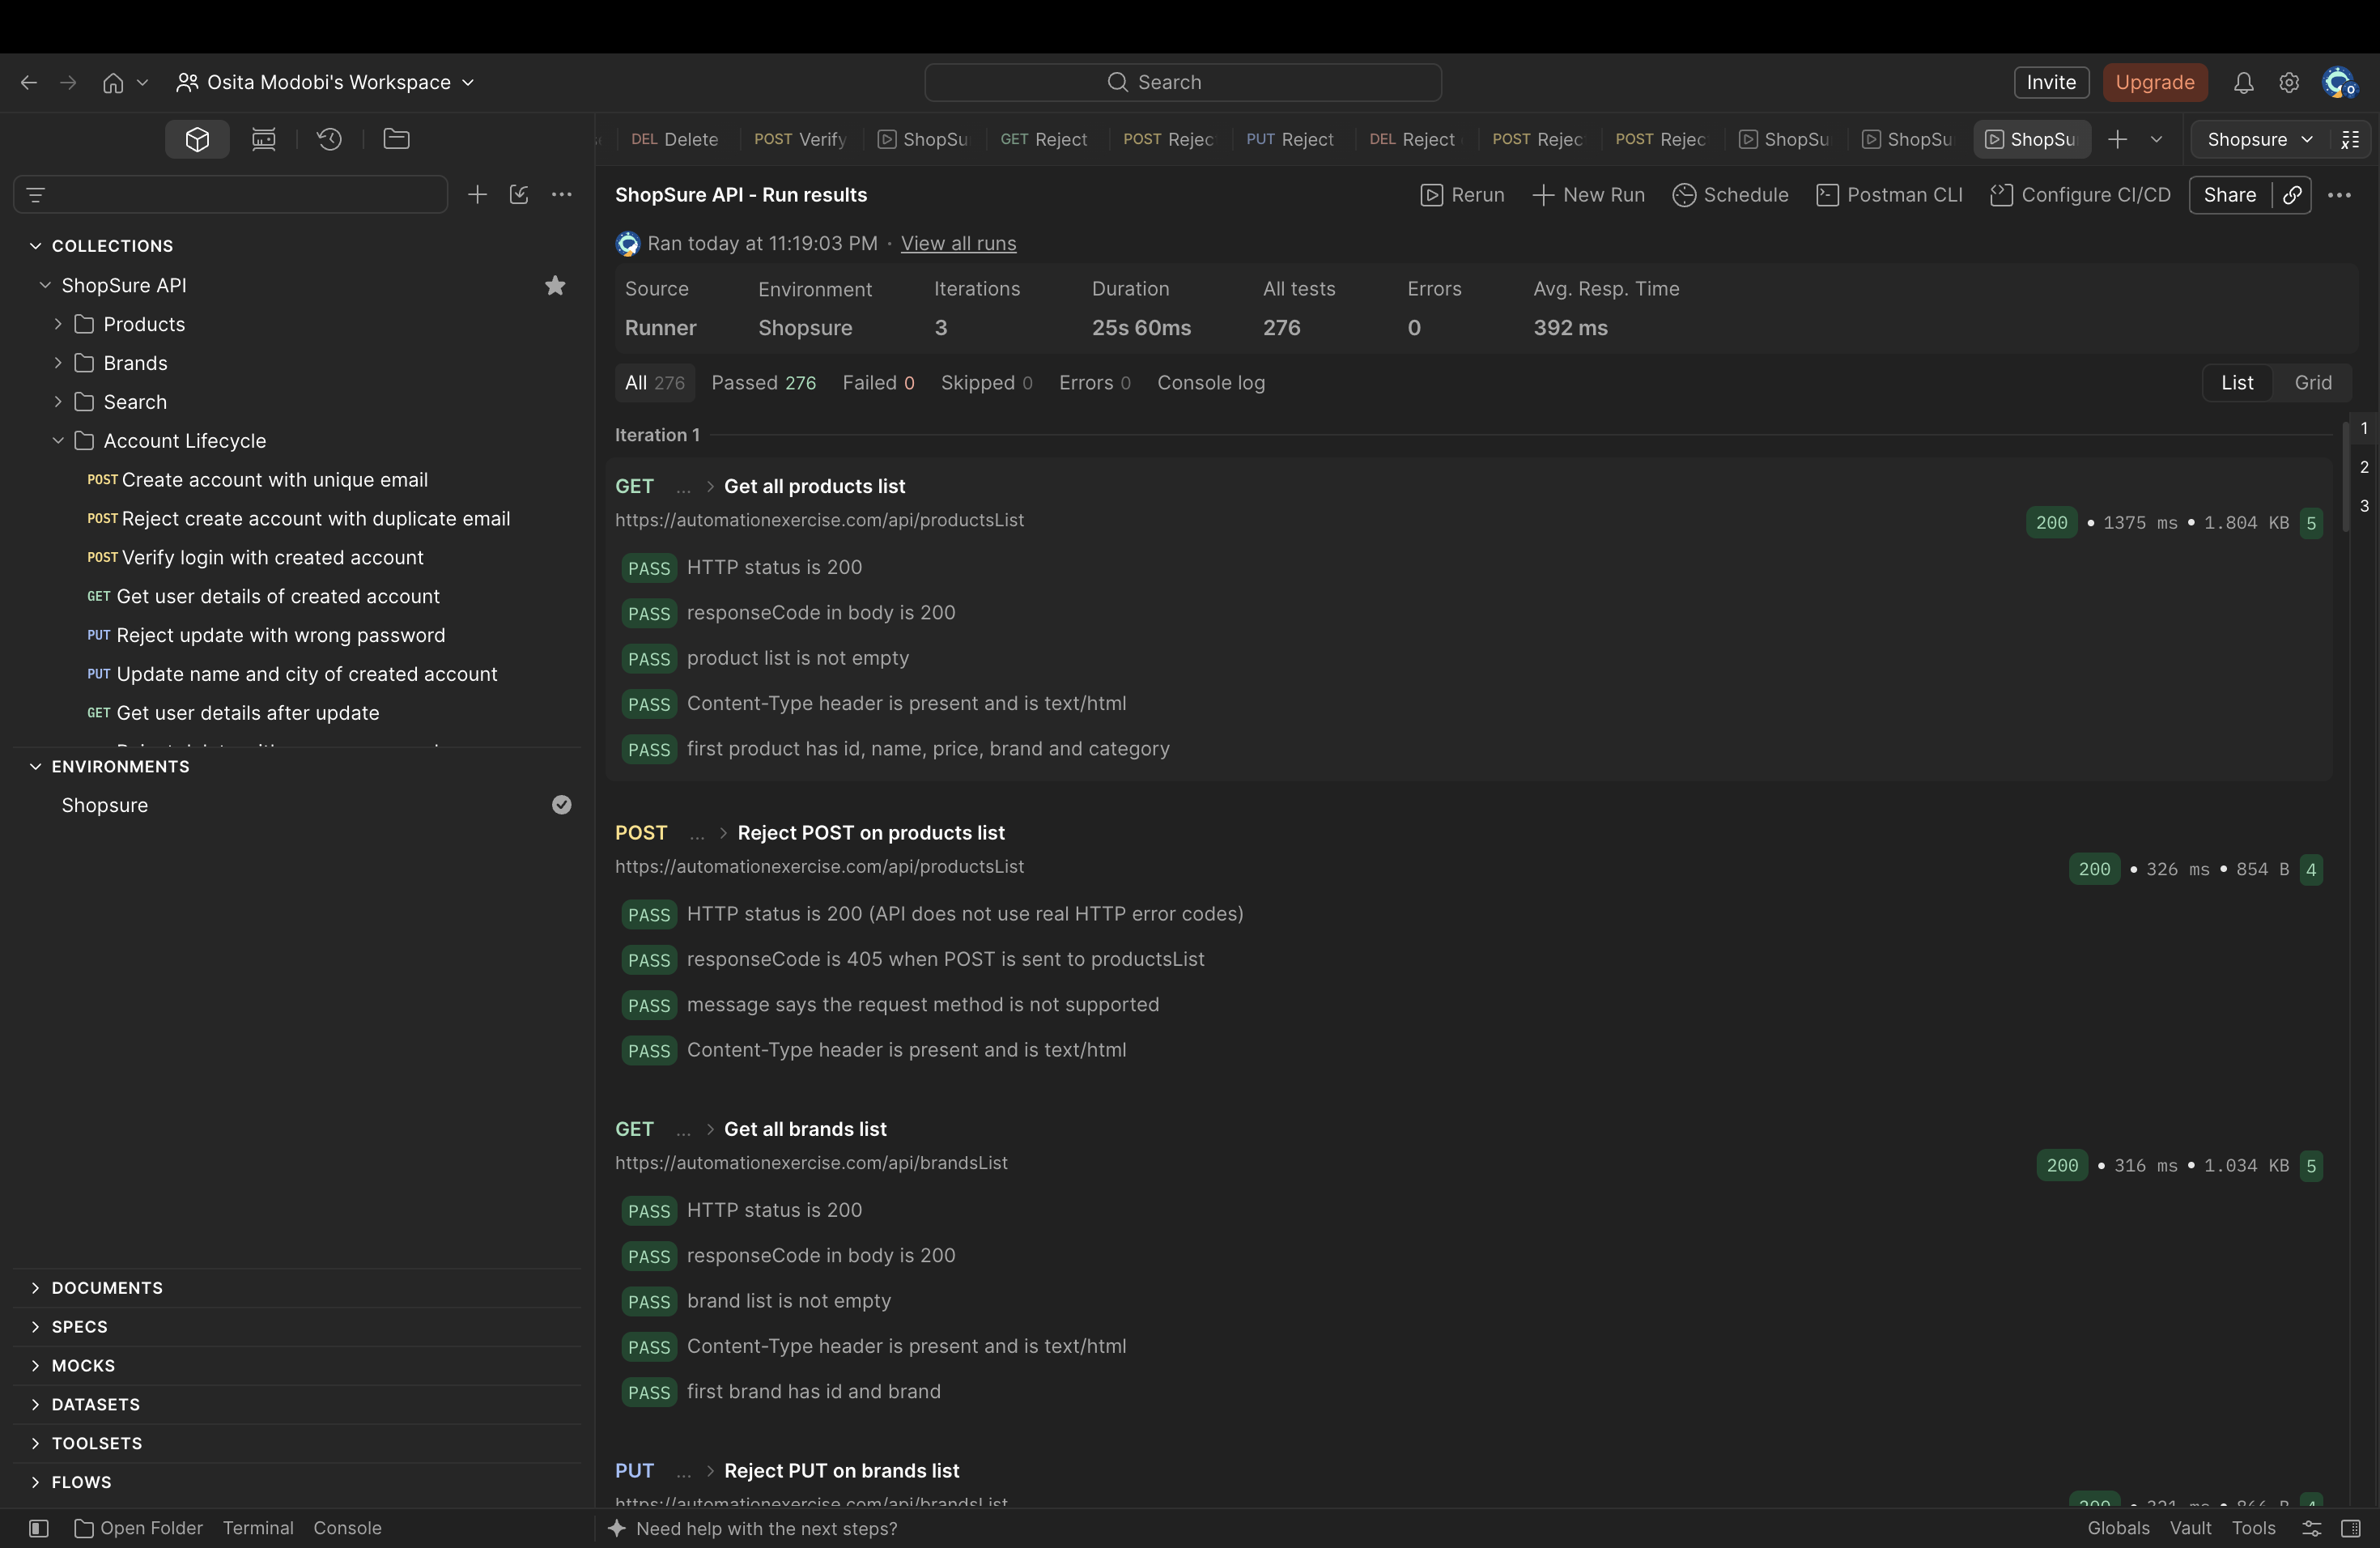 Osita Modobi's Workspace
Search
Invite
Upgrade
DEL Delete
POST Verify
ShopSu
GET Reject
POST Rejec
PUT Reject
DEL Reject
POST Rejec
POST Rejec
ShopSu
ShopSu
ShopSu
Shopsure
COLLECTIONS
ShopSure API
Products
Brands
Search
Account Lifecycle
POST Create account with unique email
POST Reject create account with duplicate email
POST Verify login with created account
GET Get user details of created account
PUT Reject update with wrong password
PUT Update name and city of created account
GET Get user details after update
ENVIRONMENTS
Shopsure
DOCUMENTS
SPECS
MOCKS
DATASETS
TOOLSETS
FLOWS
ShopSure API - Run results
Rerun
New Run
Schedule
Postman CLI
Configure CI/CD
Share
Ran today at 11:19:03 PM · View all runs
Source Environment Iterations Duration All tests Errors Avg. Resp. Time
Runner Shopsure 3 25s 60ms 276 0 392 ms
All 276 Passed 276 Failed 0 Skipped 0 Errors 0 Console log
List Grid
Iteration 1
1
2
3
GET ... > Get all products list
https://automationexercise.com/api/productsList
200 • 1375 ms • 1.804 KB 5
PASS HTTP status is 200
PASS responseCode in body is 200
PASS product list is not empty
PASS Content-Type header is present and is text/html
PASS first product has id, name, price, brand and category
POST ... > Reject POST on products list
https://automationexercise.com/api/productsList
200 • 326 ms • 854 B 4
PASS HTTP status is 200 (API does not use real HTTP error codes)
PASS responseCode is 405 when POST is sent to productsList
PASS message says the request method is not supported
PASS Content-Type header is present and is text/html
GET ... > Get all brands list
https://automationexercise.com/api/brandsList
200 • 316 ms • 1.034 KB 5
PASS HTTP status is 200
PASS responseCode in body is 200
PASS brand list is not empty
PASS Content-Type header is present and is text/html
PASS first brand has id and brand
PUT ... > Reject PUT on brands list
https://automationexercise.com/api/brandsList
Open Folder Terminal Console
Need help with the next steps?
Globals Vault Tools